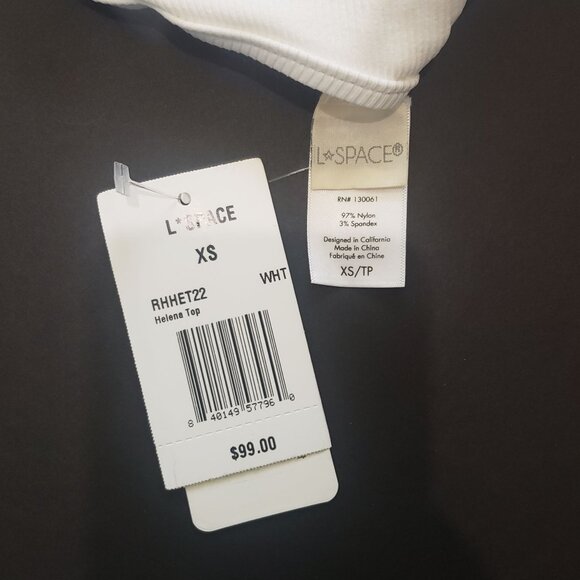 L*SPACE
XS
WHT
RHHET22
Helena Top
8 40149 57796 0
$99.00
L*SPACE®
RN# 130061
97% Nylon
3% Spandex
Designed in California
Made in China
Fabriqué en Chine
XS/TP